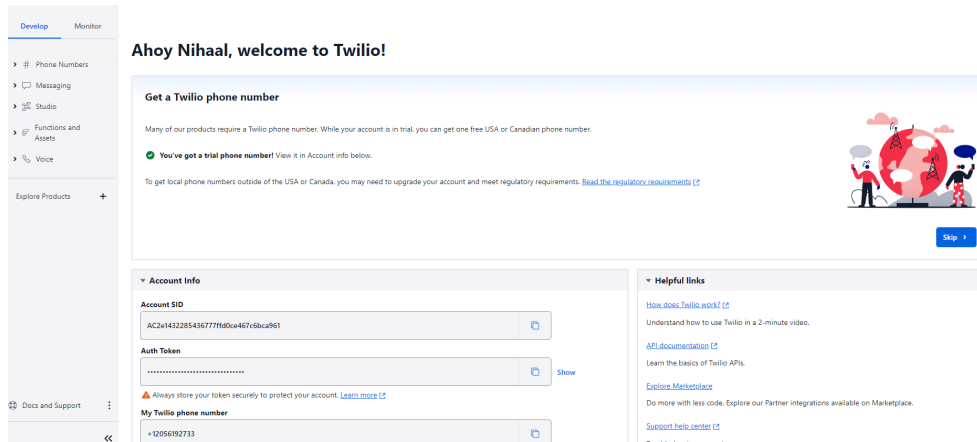 Develop Monitor
Phone Numbers
Messaging
Studio
Functions and
Assets
Voice
Explore Products +
Docs and Support
Ahoy Nihaal, welcome to Twilio!
Get a Twilio phone number
Many of our products require a Twilio phone number. While your account is in trial, you can get one free USA or Canadian phone number.
You've got a trial phone number! View it in Account info below.
To get local phone numbers outside of the USA or Canada, you may need to upgrade your account and meet regulatory requirements. Read the regulatory requirements
Skip
Account Info
Account SID
AC2e1432285436777ffd0ce467c6bca961
Auth Token
••••••••••••••••••••••••••••••••
Show
Always store your token securely to protect your account. Learn more
My Twilio phone number
+12056192733
Helpful links
How does Twilio work?
Understand how to use Twilio in a 2-minute video.
API documentation
Learn the basics of Twilio APIs.
Explore Marketplace
Do more with less code. Explore our Partner integrations available on Marketplace.
Support help center